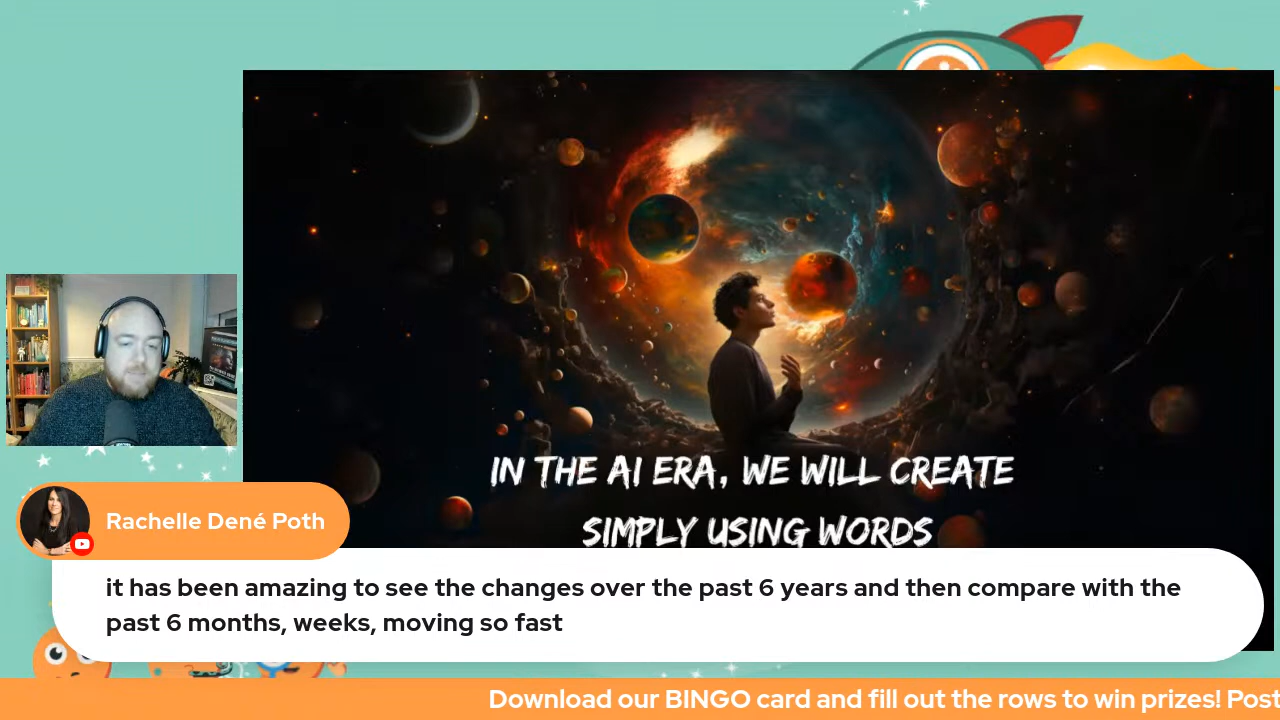 IN THE AI ERA, WE WILL CREATE
SIMPLY USING WORDS
Rachelle Dené Poth
it has been amazing to see the changes over the past 6 years and then compare with the
past 6 months, weeks, moving so fast
Download our BINGO card and fill out the rows to win prizes! Post